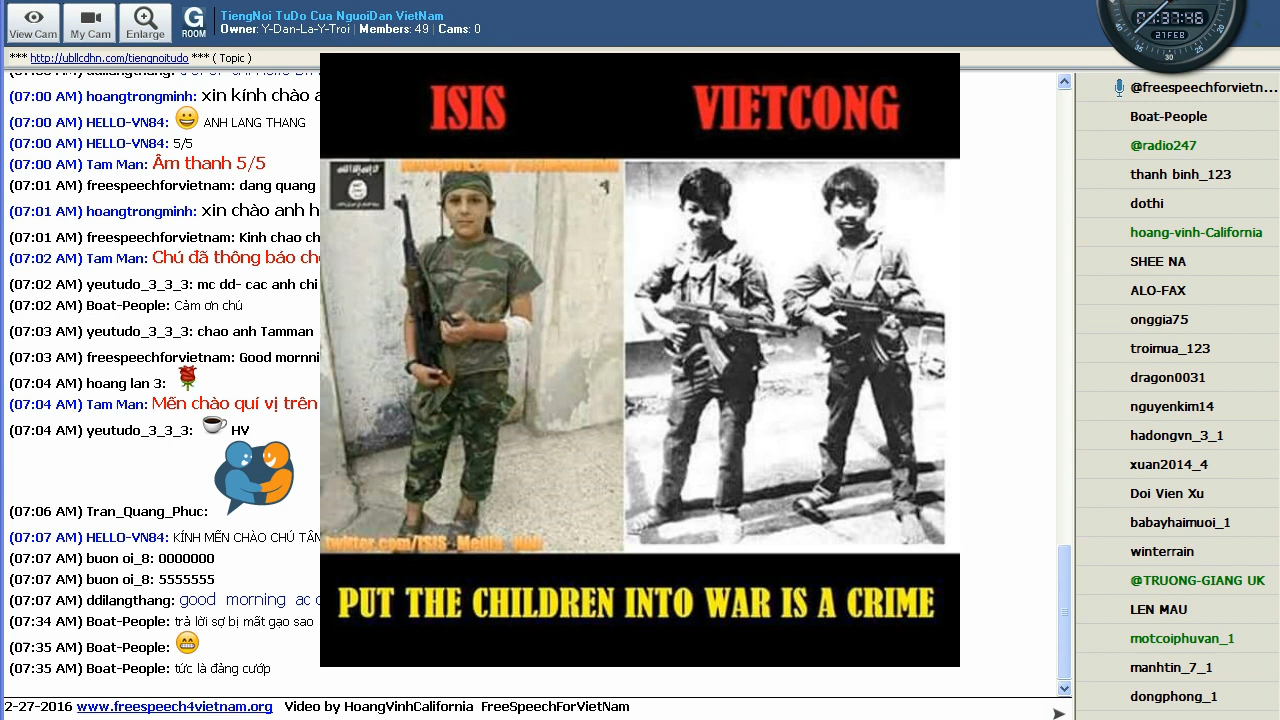 View Cam
My Cam
Enlarge
G
ROOM
TiengNoi TuDo Cua NguoiDan VietNam
Owner: Y-Dan-La-Y-Troi | Members: 49 | Cams: 0
*** http://ubllcdhn.com/tiengnoitudo *** ( Topic )
(07:00 AM) hoangtrongminh: xin kính chào
(07:00 AM) HELLO-VN84: ANH LANG THANG
(07:00 AM) HELLO-VN84: 5/5
(07:00 AM) Tam Man: Âm thanh 5/5
(07:01 AM) freespeechforvietnam: dang quang
(07:01 AM) hoangtrongminh: xin chào anh h
(07:01 AM) freespeechforvietnam: Kinh chao ch
(07:02 AM) Tam Man: Chú đã thông báo
(07:02 AM) yeutudo_3_3_3: mc dd- cac anh chi
(07:02 AM) Boat-People: Cảm ơn chú
(07:03 AM) yeutudo_3_3_3: chao anh Tamman
(07:03 AM) freespeechforvietnam: Good mornni
(07:04 AM) hoang lan 3:
(07:04 AM) Tam Man: Mến chào quí vị trên
(07:04 AM) yeutudo_3_3_3: HV
(07:06 AM) Tran_Quang_Phuc:
(07:07 AM) HELLO-VN84: KÍNH MẾN CHÀO CHÚ TÂM
(07:07 AM) buon oi_8: 0000000
(07:07 AM) buon oi_8: 5555555
(07:07 AM) ddilangthang: good morning ac
(07:34 AM) Boat-People: trả lời sợ bị mất gạo sao
(07:35 AM) Boat-People:
(07:35 AM) Boat-People: tức là đảng cướp
ISIS
VIETCONG
PUT THE CHILDREN INTO WAR IS A CRIME
21FEB
@freespeechforvietn...
Boat-People
@radio247
thanh binh_123
dothi
hoang-vinh-California
SHEE NA
ALO-FAX
onggia75
troimua_123
dragon0031
nguyenkim14
hadongvn_3_1
xuan2014_4
Doi Vien Xu
babayhaimuoi_1
winterrain
@TRUONG-GIANG UK
LEN MAU
motcoiphuvan_1
manhtin_7_1
dongphong_1
2-27-2016 www.freespeech4vietnam.org Video by HoangVinhCalifornia FreeSpeechForVietNam